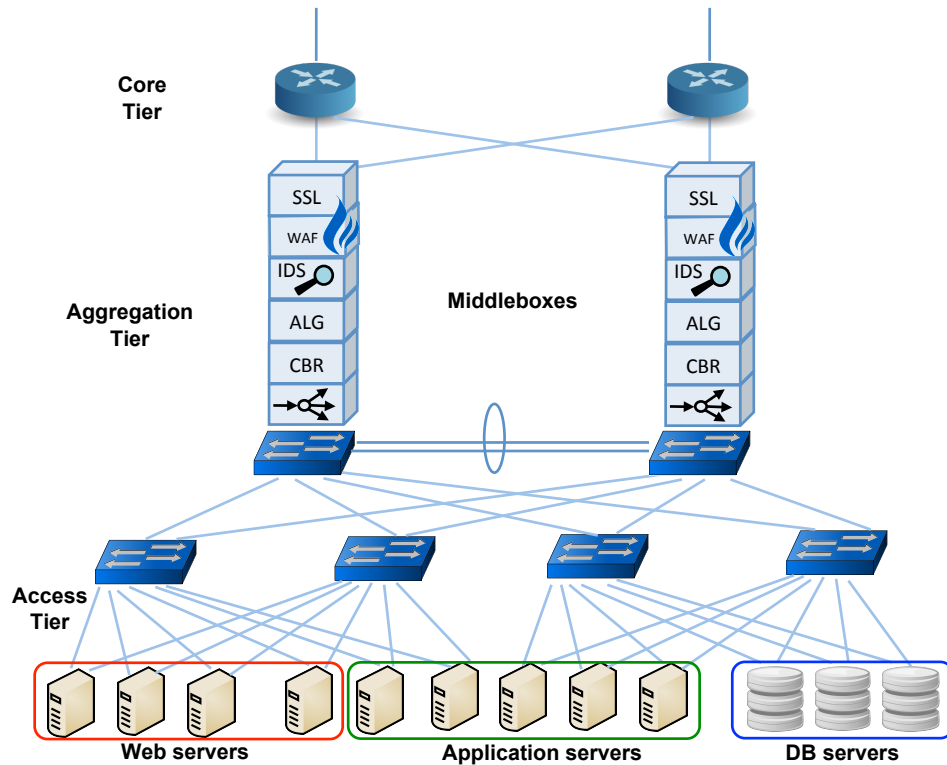 Core
Tier
SSL
WAF
IDS
ALG
CBR
SSL
WAF
IDS
ALG
CBR
Aggregation
Tier
Middleboxes
Access
Tier
Web servers
Application servers
DB servers